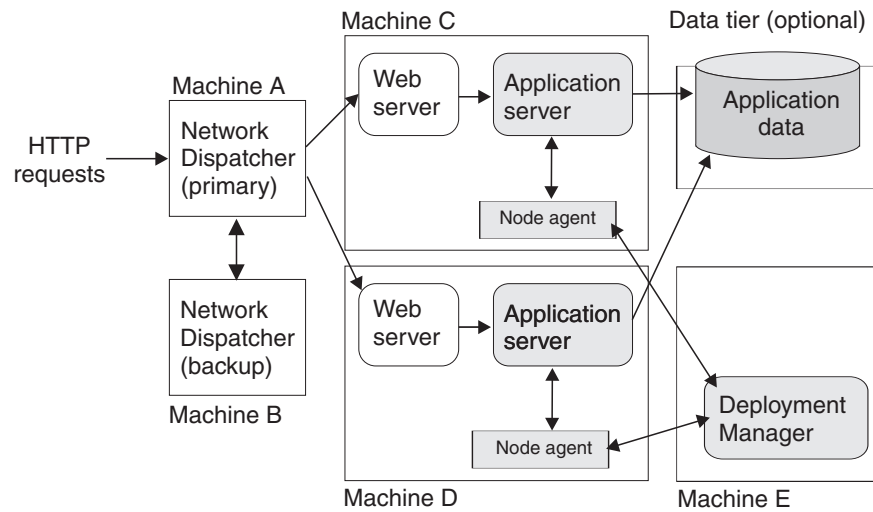 Machine C
Data tier (optional)
Machine A
HTTP
requests
Network
Dispatcher
(primary)
Web
server
Application
server
Application
data
Node agent
Network
Dispatcher
(backup)
Machine B
Web
server
Application
server
Node agent
Machine D
Deployment
Manager
Machine E